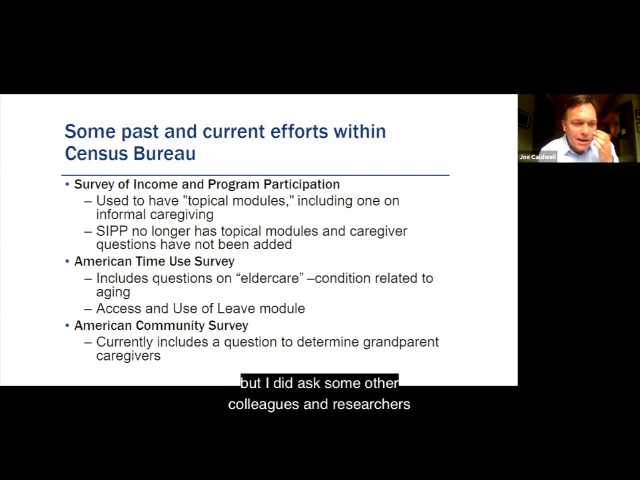 Some past and current efforts within
Census Bureau
• Survey of Income and Program Participation
– Used to have "topical modules," including one on
informal caregiving
– SIPP no longer has topical modules and caregiver
questions have not been added
• American Time Use Survey
– Includes questions on “eldercare” –condition related to
aging
– Access and Use of Leave module
• American Community Survey
– Currently includes a question to determine grandparent
caregivers
Joe Caldwell
but I did ask some other
colleagues and researchers